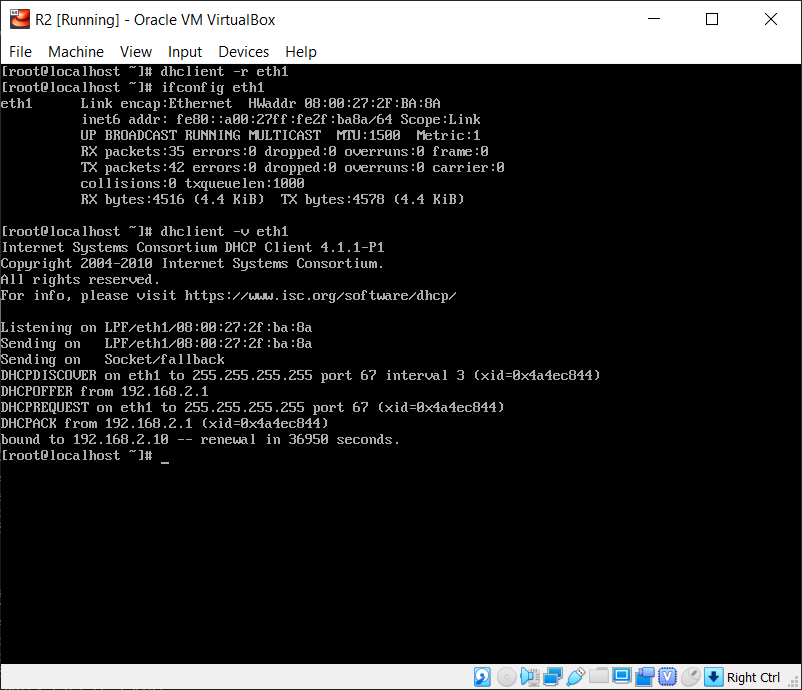 R2 [Running] - Oracle VM VirtualBox
File Machine View Input Devices Help
[root@localhost ~]# dhclient -r eth1
[root@localhost ~]# ifconfig eth1
eth1      Link encap:Ethernet  HWaddr 08:00:27:2F:BA:8A
          inet6 addr: fe80::a00:27ff:fe2f:ba8a/64 Scope:Link
          UP BROADCAST RUNNING MULTICAST  MTU:1500  Metric:1
          RX packets:35 errors:0 dropped:0 overruns:0 frame:0
          TX packets:42 errors:0 dropped:0 overruns:0 carrier:0
          collisions:0 txqueuelen:1000
          RX bytes:4516 (4.4 KiB)  TX bytes:4578 (4.4 KiB)
[root@localhost ~]# dhclient -v eth1
Internet Systems Consortium DHCP Client 4.1.1-P1
Copyright 2004-2010 Internet Systems Consortium.
All rights reserved.
For info, please visit https://www.isc.org/software/dhcp/
Listening on LPF/eth1/08:00:27:2f:ba:8a
Sending on   LPF/eth1/08:00:27:2f:ba:8a
Sending on   Socket/fallback
DHCPDISCOVER on eth1 to 255.255.255.255 port 67 interval 3 (xid=0x4a4ec844)
DHCPOFFER from 192.168.2.1
DHCPREQUEST on eth1 to 255.255.255.255 port 67 (xid=0x4a4ec844)
DHCPACK from 192.168.2.1 (xid=0x4a4ec844)
bound to 192.168.2.10 -- renewal in 36950 seconds.
[root@localhost ~]# _
Right Ctrl